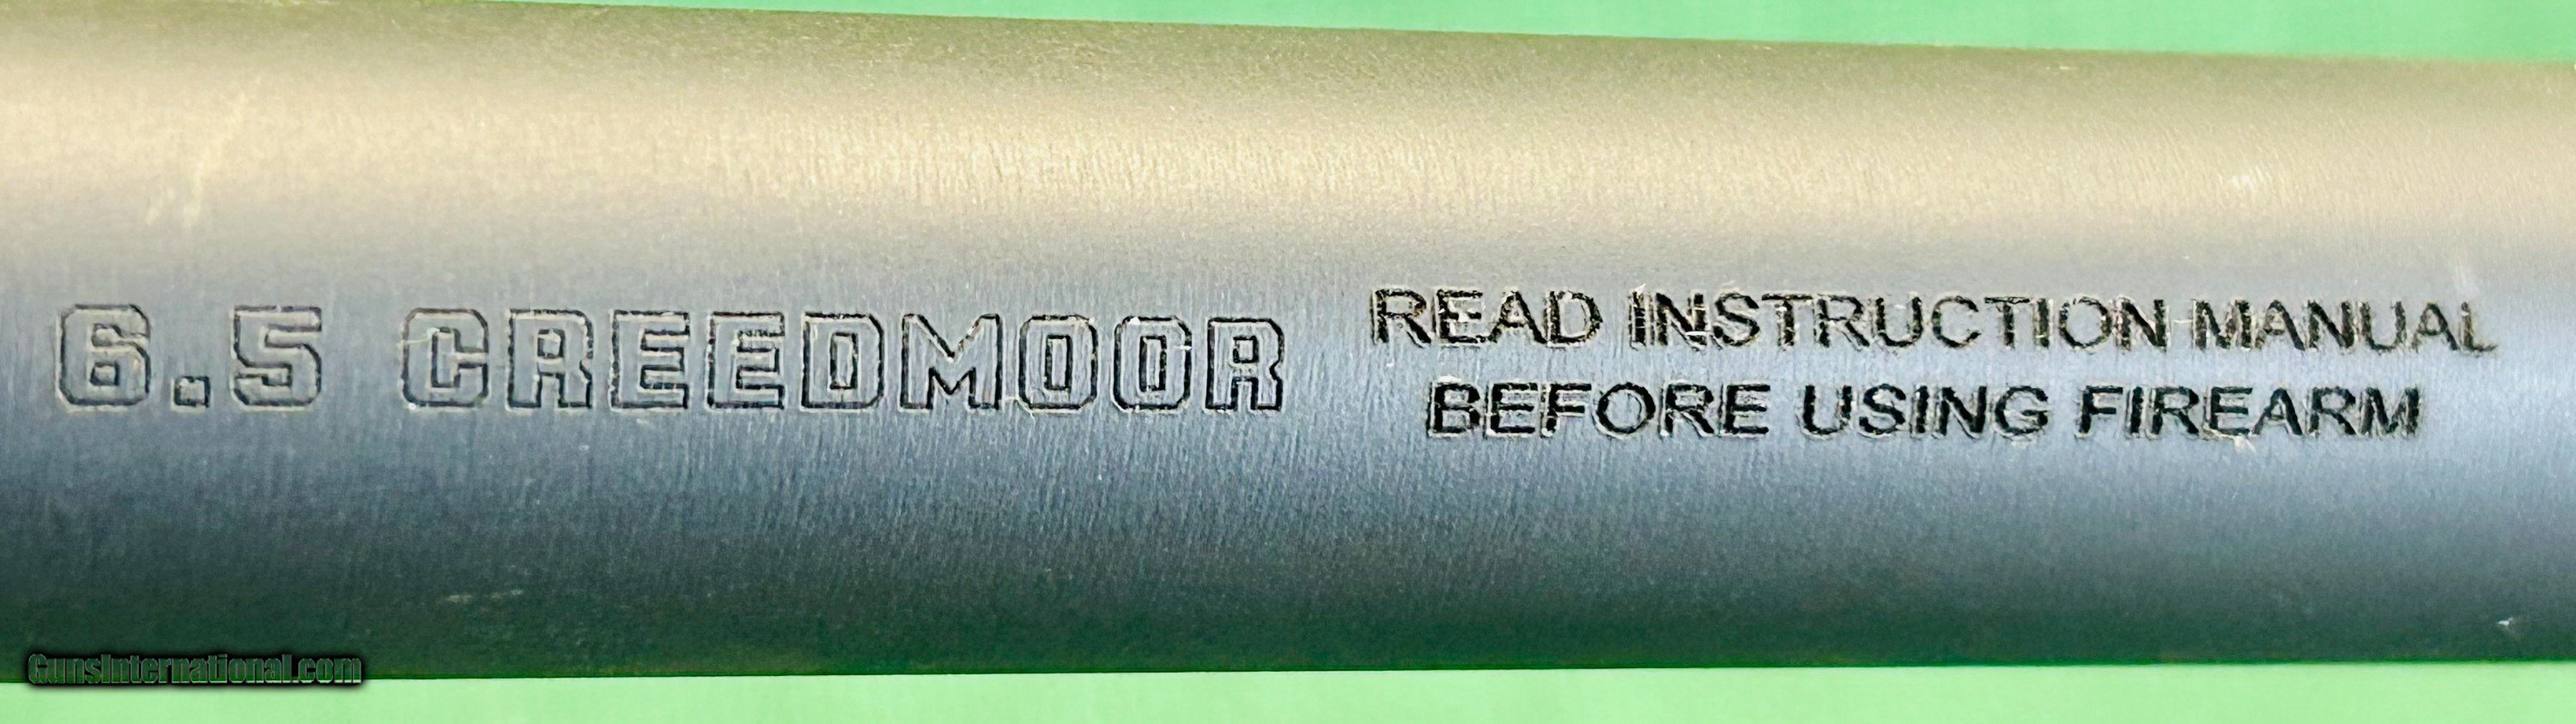 6.5 CREEDMOOR
READ INSTRUCTION MANUAL
BEFORE USING FIREARM
GunsInternational.com